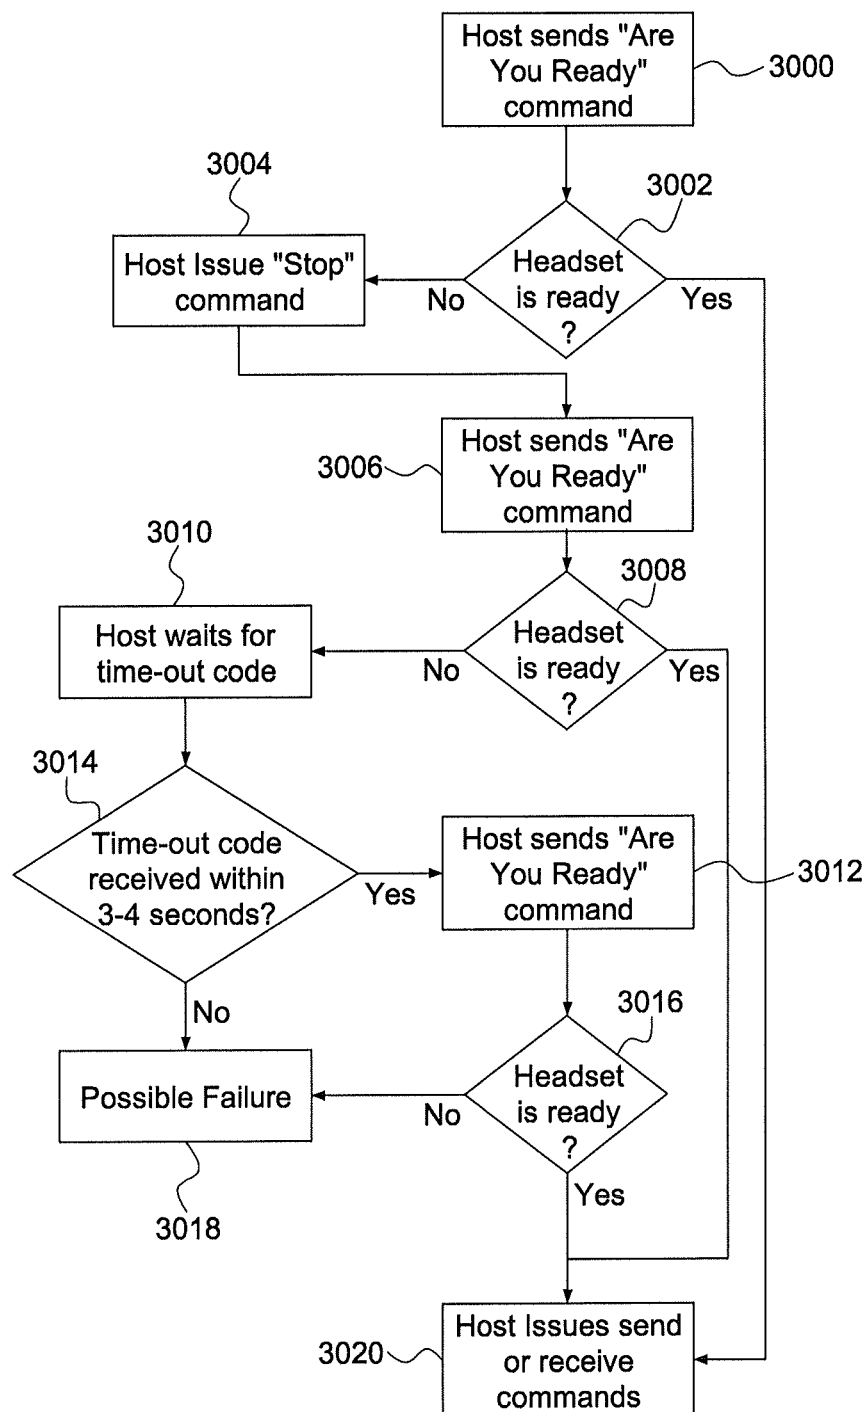 Host sends "Are
You Ready"
command
3000
3004
3002
Host Issue "Stop"
command
Headset
is ready
?
No
Yes
Host sends "Are
You Ready"
command
3006
3010
3008
Host waits for
time-out code
Headset
is ready
?
No
Yes
3014
Time-out code
received within
3-4 seconds?
Yes
Host sends "Are
You Ready"
command
3012
No
3016
Possible Failure
Headset
is ready
?
No
Yes
3018
3020
Host Issues send
or receive
commands